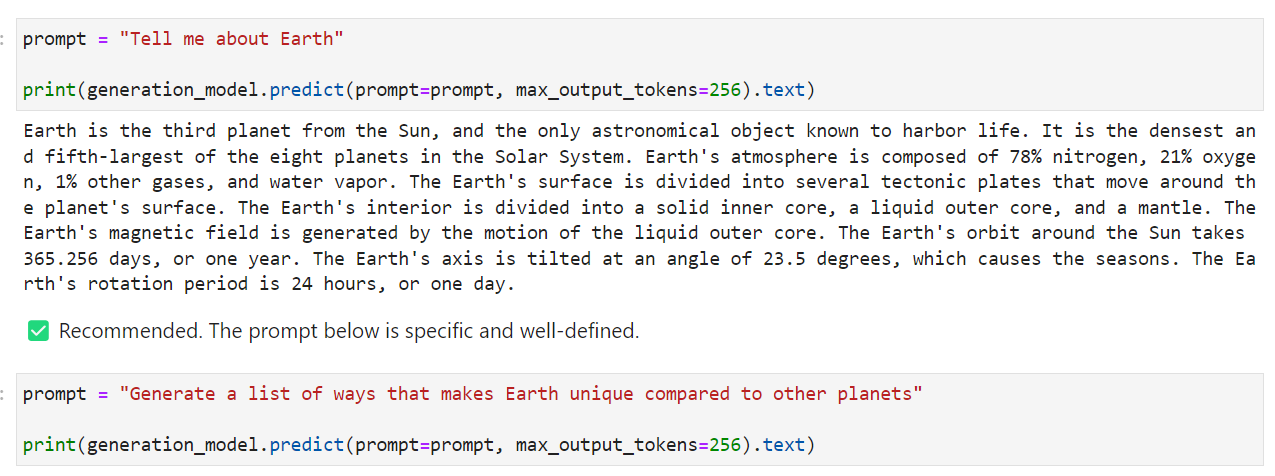 prompt = "Tell me about Earth"
print(generation_model.predict(prompt=prompt, max_output_tokens=256).text)
Earth is the third planet from the Sun, and the only astronomical object known to harbor life. It is the densest an
d fifth-largest of the eight planets in the Solar System. Earth's atmosphere is composed of 78% nitrogen, 21% oxyge
n, 1% other gases, and water vapor. The Earth's surface is divided into several tectonic plates that move around th
e planet's surface. The Earth's interior is divided into a solid inner core, a liquid outer core, and a mantle. The
Earth's magnetic field is generated by the motion of the liquid outer core. The Earth's orbit around the Sun takes
365.256 days, or one year. The Earth's axis is tilted at an angle of 23.5 degrees, which causes the seasons. The Ea
rth's rotation period is 24 hours, or one day.
✅ Recommended. The prompt below is specific and well-defined.
prompt = "Generate a list of ways that makes Earth unique compared to other planets"
print(generation_model.predict(prompt=prompt, max_output_tokens=256).text)